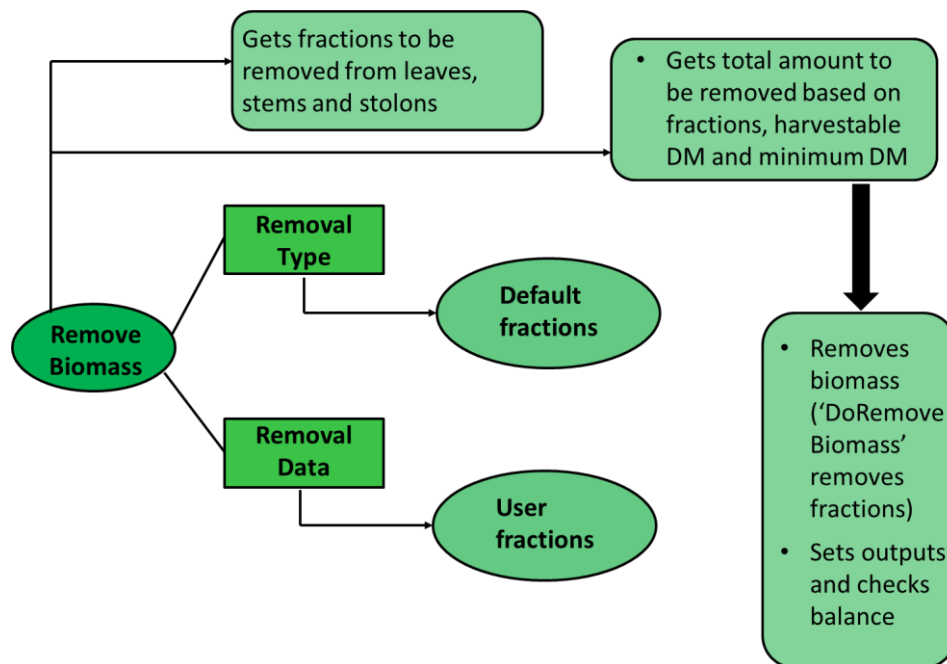 Gets fractions to be
removed from leaves,
stems and stolons
• Gets total amount to
be removed based on
fractions, harvestable
DM and minimum DM
Removal
Type
Default
fractions
Remove
Biomass
Removal
Data
User
fractions
• Removes
biomass
(‘DoRemove
Biomass’
removes
fractions)
• Sets outputs
and checks
balance